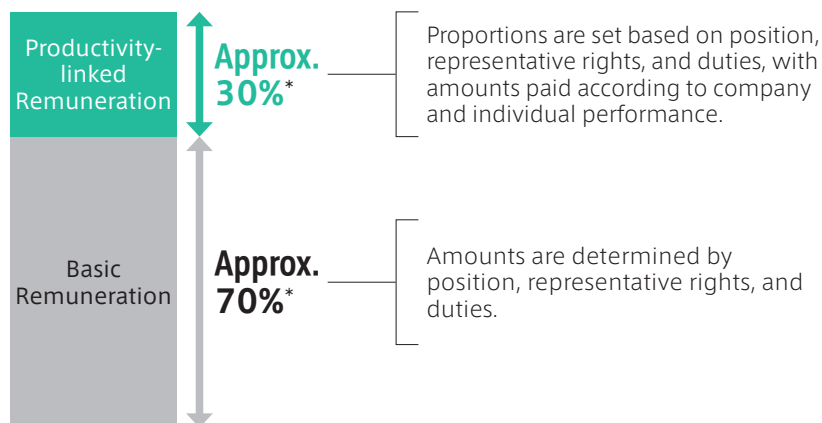 Productivity-
linked
Remuneration
Approx.
30%*
Proportions are set based on position,
representative rights, and duties, with
amounts paid according to company
and individual performance.
Basic
Remuneration
Approx.
70%*
Amounts are determined by
position, representative rights, and
duties.